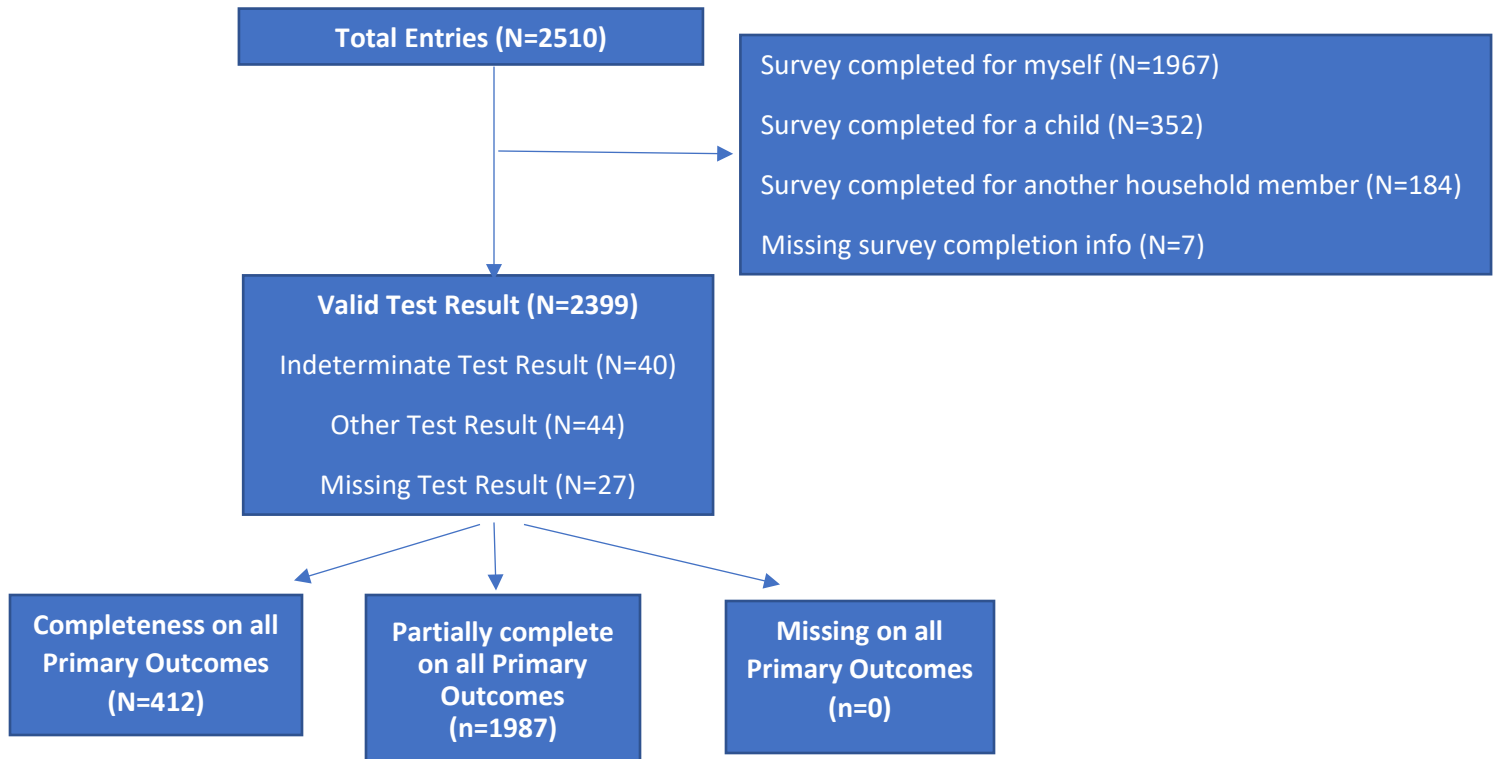 Total Entries (N=2510)
Survey completed for myself (N=1967)
Survey completed for a child (N=352)
Survey completed for another household member (N=184)
Missing survey completion info (N=7)
Valid Test Result (N=2399)
Indeterminate Test Result (N=40)
Other Test Result (N=44)
Missing Test Result (N=27)
Completeness on all
Primary Outcomes
(N=412)
Partially complete
on all Primary
Outcomes
(n=1987)
Missing on all
Primary Outcomes
(n=0)